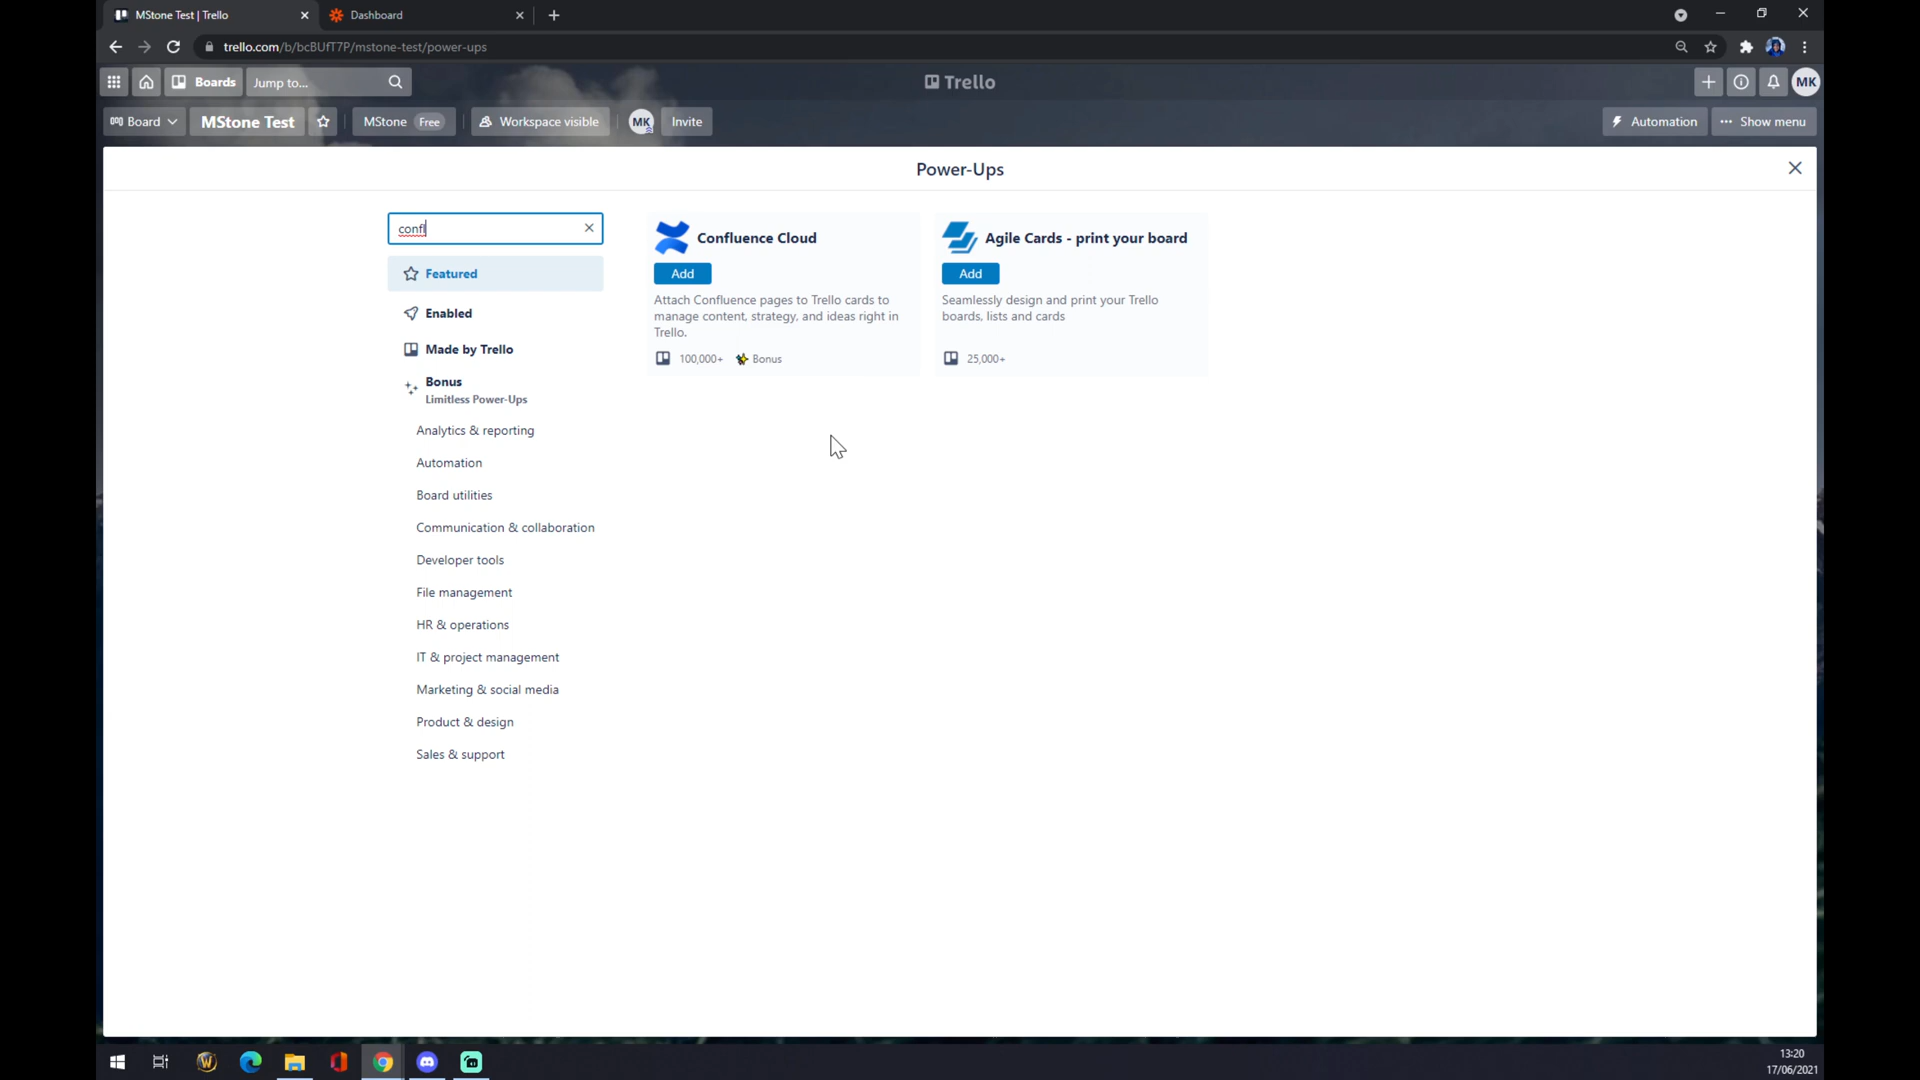 MStone Test | Trello
Dashboard
trello.com/b/bcBUfT7P/mstone-test/power-ups
Boards
Jump to...
Trello
MK
Board
MStone Test
MStone Free
Workspace visible
MK
Invite
Automation
Show menu
Power-Ups
confl
Featured
Enabled
Made by Trello
Bonus
Limitless Power-Ups
Analytics & reporting
Automation
Board utilities
Communication & collaboration
Developer tools
File management
HR & operations
IT & project management
Marketing & social media
Product & design
Sales & support
Confluence Cloud
Add
Attach Confluence pages to Trello cards to
manage content, strategy, and ideas right in
Trello.
100,000+ Bonus
Agile Cards - print your board
Add
Seamlessly design and print your Trello
boards, lists and cards
25,000+
13:20
17/06/2021